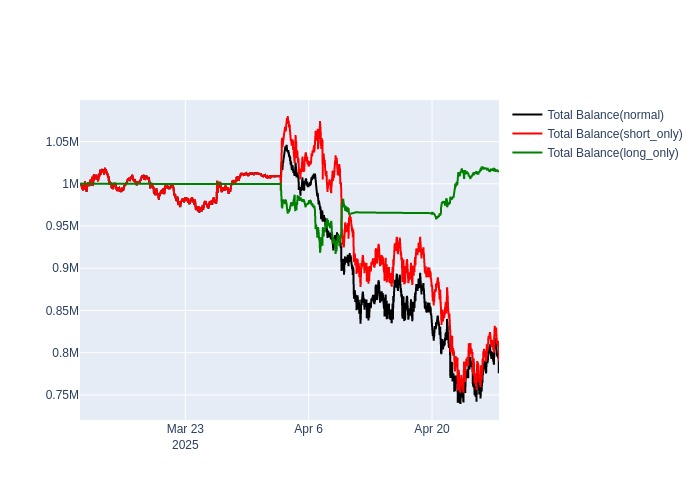 Total Balance(normal)
Total Balance(short_only)
Total Balance(long_only)
1.05M
1M
0.95M
0.9M
0.85M
0.8M
0.75M
Mar 23
2025
Apr 6
Apr 20